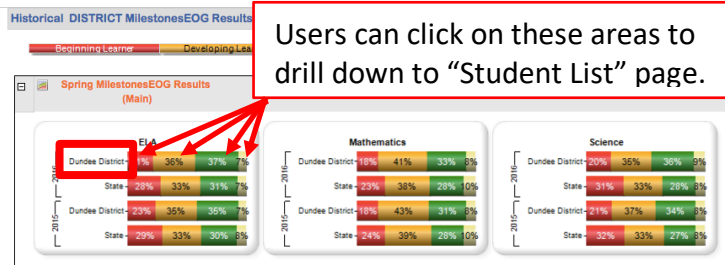 Historical DISTRICT MilestonesEOG Results
Users can click on these areas to
drill down to “Student List” page.
Beginning Learner
Developing Lea
Spring MilestonesEOG Results
(Main)
ELA
2016
Dundee District 36% 37% 7%
State 28% 33% 31% 7%
2015
Dundee District 23% 35% 35% 7%
State 29% 33% 30% 8%
Mathematics
2016
Dundee District 18% 41% 33% 8%
State 23% 38% 28% 10%
2015
Dundee District 18% 43% 31% 8%
State 24% 39% 28% 10%
Science
2016
Dundee District 20% 35% 36% 9%
State 31% 33% 28% 8%
2015
Dundee District 21% 37% 34% 8%
State 32% 33% 27% 8%